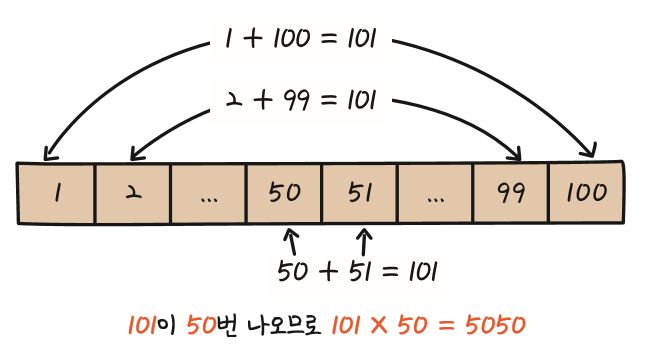 1 + 100 = 101
2 + 99 = 101
1 2 ... 50 51 ... 99 100
50 + 51 = 101
101이 50번 나오므로 101 × 50 = 5050